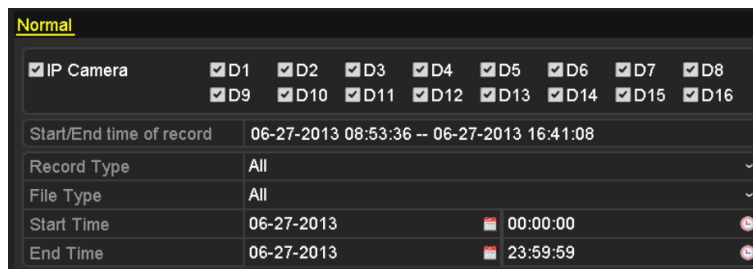 Normal
IP Camera D1 D2 D3 D4 D5 D6 D7 D8
D9 D10 D11 D12 D13 D14 D15 D16
Start/End time of record 06-27-2013 08:53:36 -- 06-27-2013 16:41:08
Record Type All
File Type All
Start Time 06-27-2013 00:00:00
End Time 06-27-2013 23:59:59